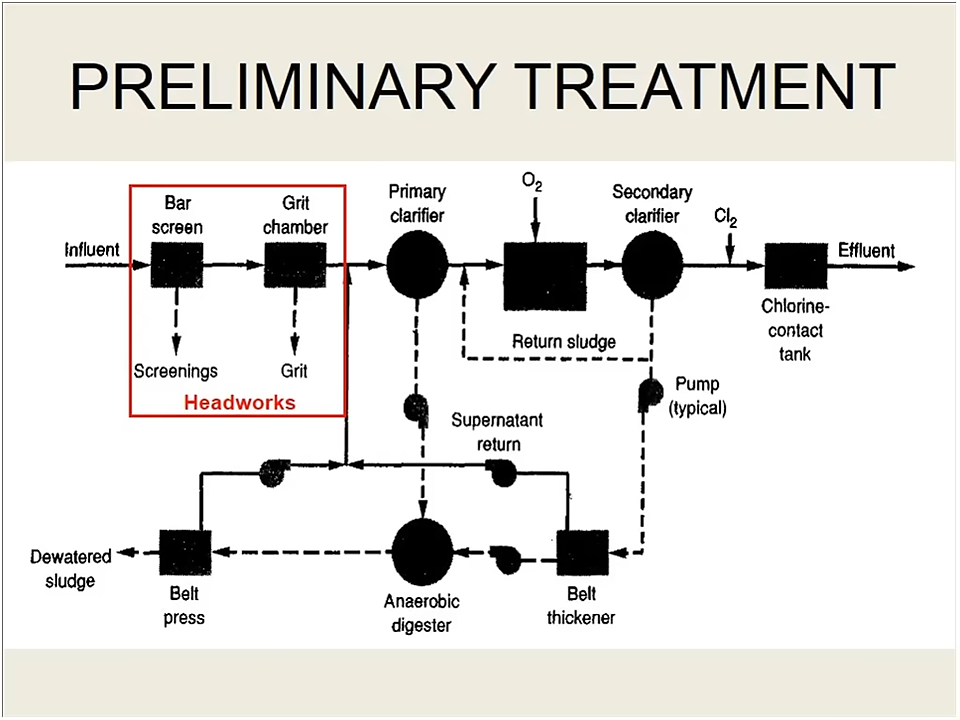 PRELIMINARY TREATMENT
Bar
screen
Grit
chamber
Primary
clarifier
O2
Secondary
clarifier
Cl2
Influent
Effluent
Chlorine-
contact
tank
Return sludge
Screenings
Grit
Headworks
Pump
(typical)
Supernatant
return
Dewatered
sludge
Belt
press
Anaerobic
digester
Belt
thickener